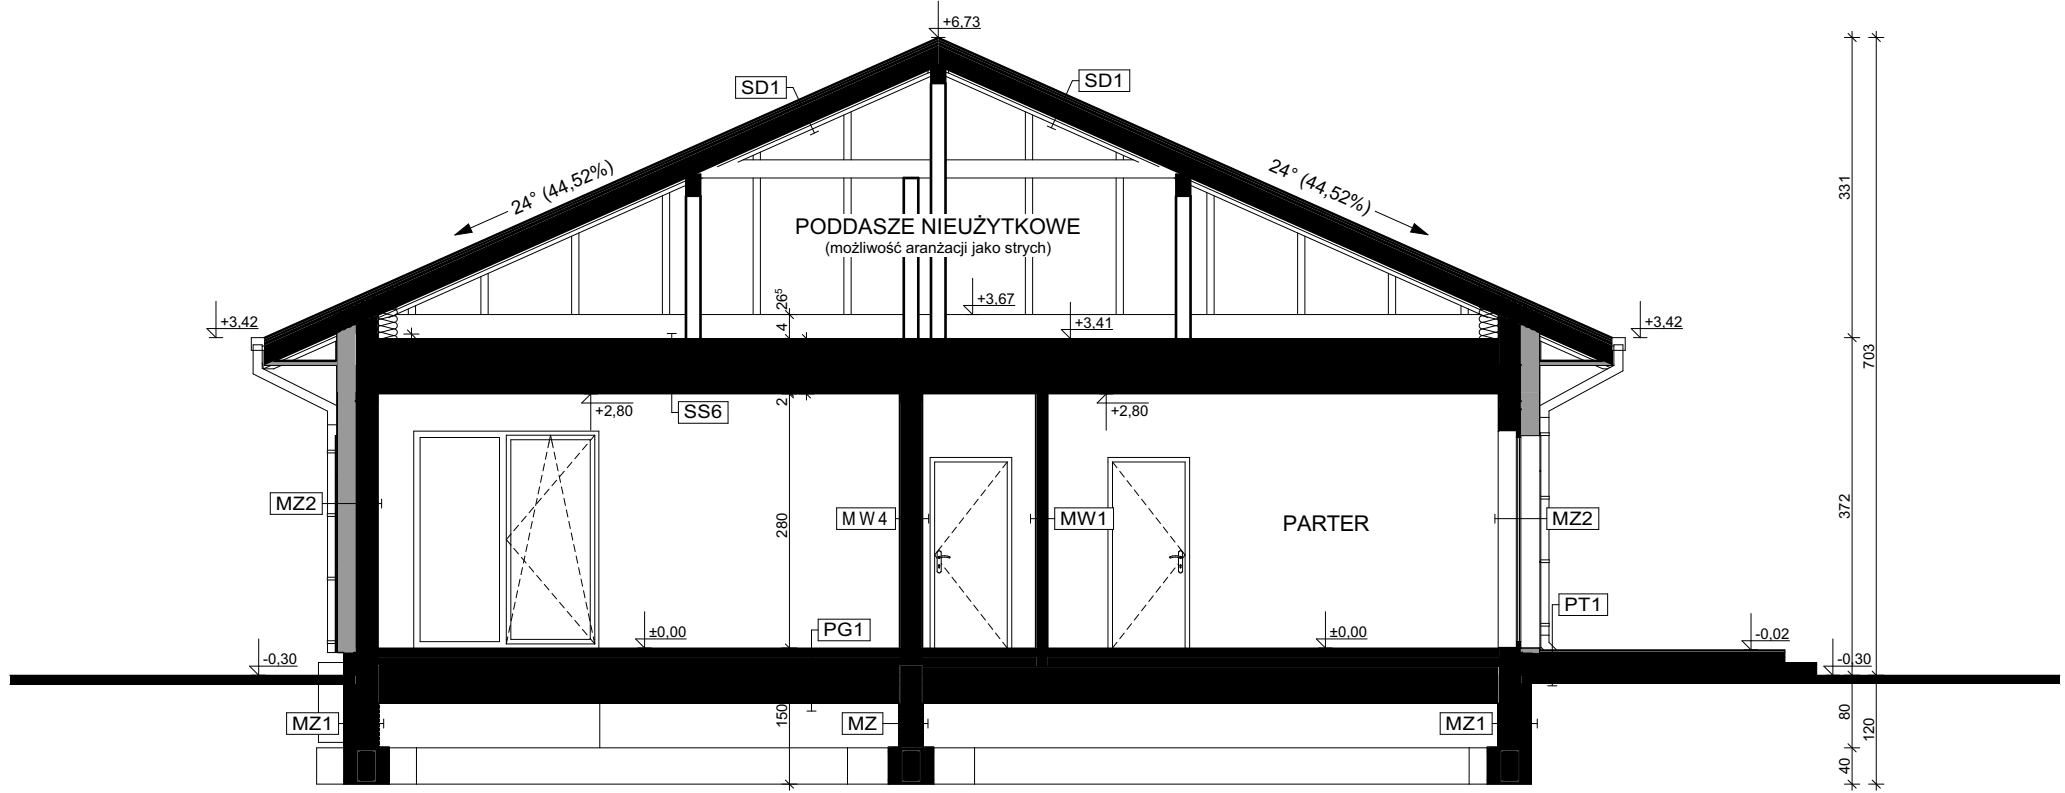 +6,73
SD1
SD1
24° (44,52%)
24° (44,52%)
331
PODDASZE NIEUŻYTKOWE
(możliwość aranżacji jako strych)
26⁵
+3,67
+3,42
4
+3,41
+3,42
703
2
+2,80
SS6
+2,80
MZ2
280
MW4
MW1
PARTER
MZ2
372
PT1
±0,00
PG1
±0,00
-0,02
-0,30
-0,30
MZ1
150
MZ
MZ1
80
120
40